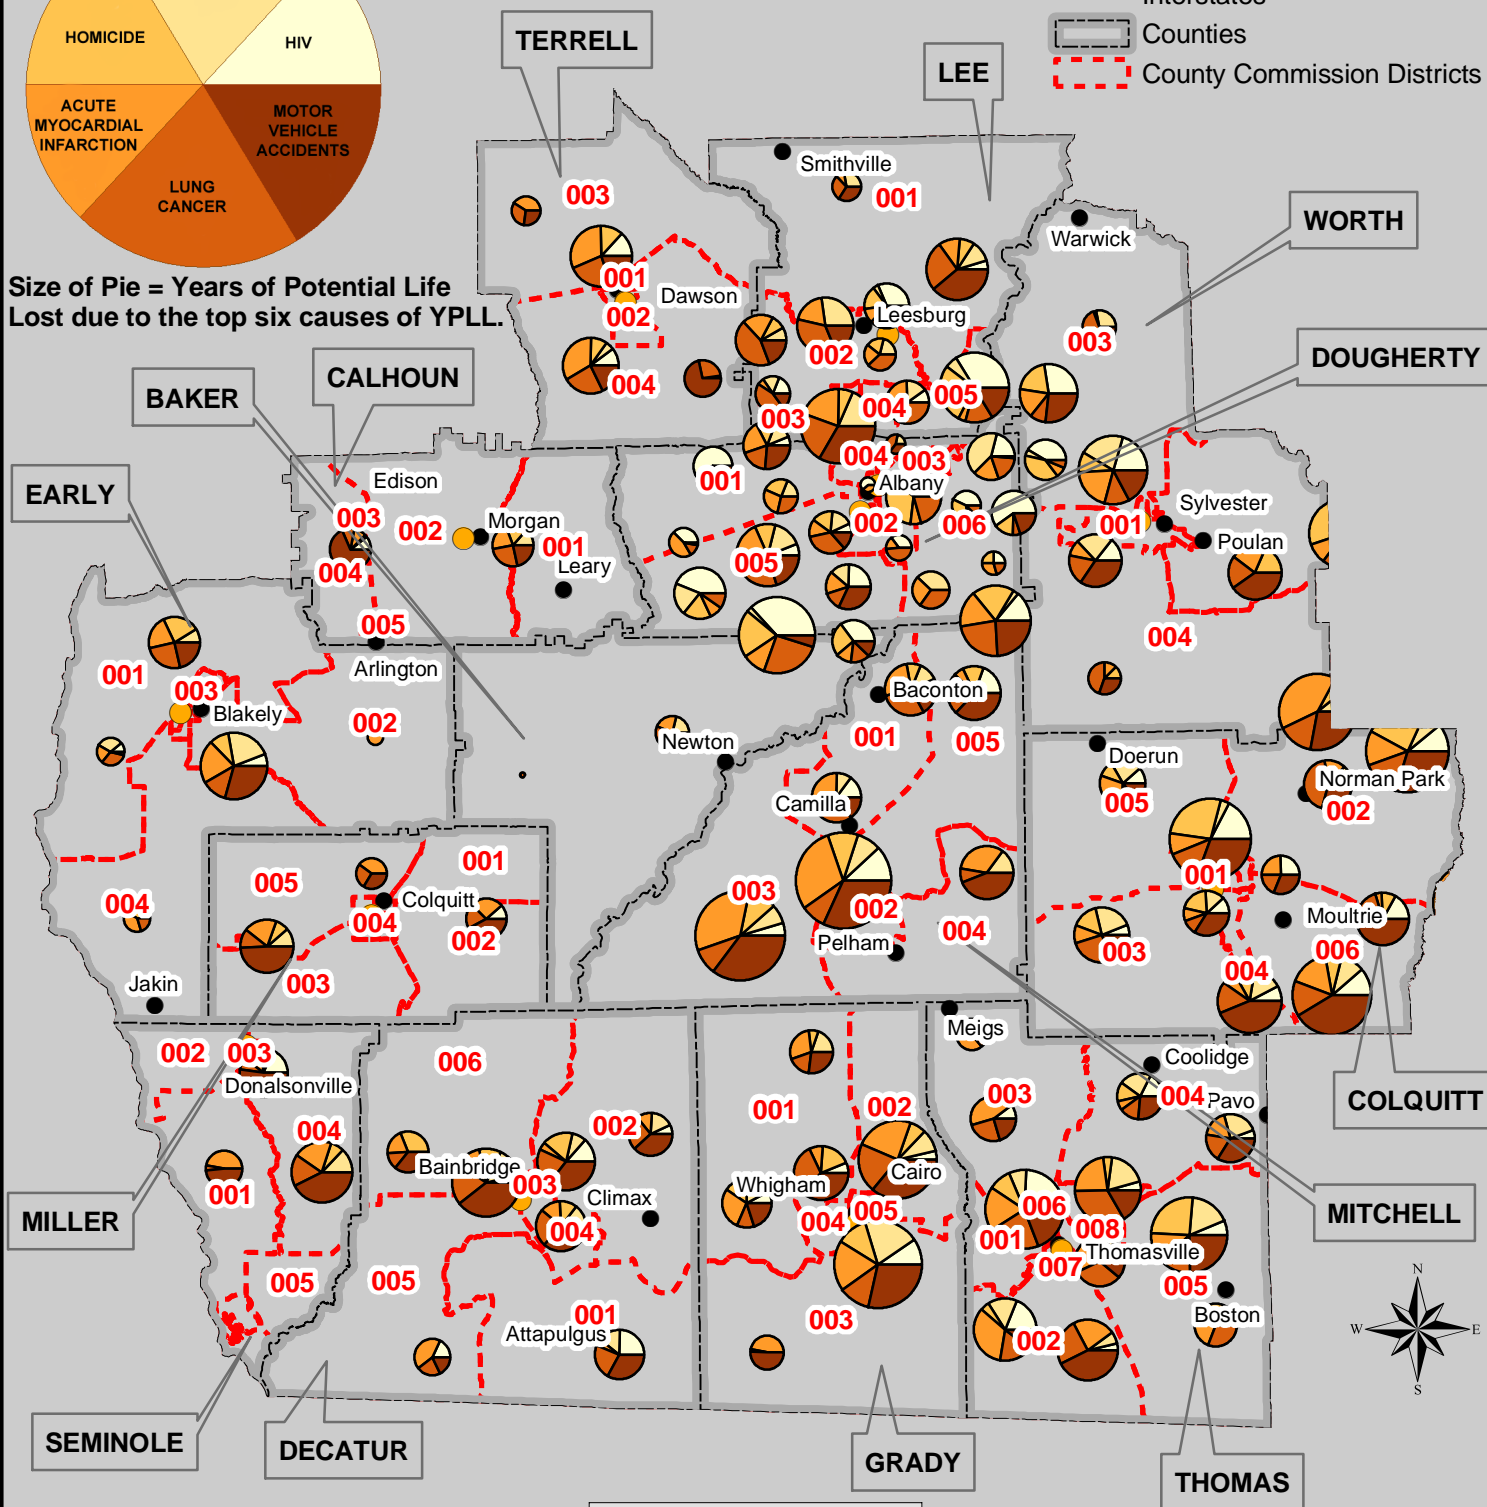 Interstates
Counties
County Commission Districts
HOMICIDE
HIV
ACUTE
MYOCARDIAL
INFARCTION
MOTOR
VEHICLE
ACCIDENTS
LUNG
CANCER
Size of Pie = Years of Potential Life
Lost due to the top six causes of YPLL.
TERRELL
LEE
WORTH
DOUGHERTY
CALHOUN
BAKER
EARLY
Smithville
003
001
Warwick
001
Dawson
002
Leesburg
002
003
004
005
003
004
004
003
001
Albany
Edison
003
002
Morgan
001
002
006
001
Sylvester
Poulan
004
Leary
005
005
004
Arlington
001
003
Blakely
002
Newton
Baconton
001
005
Doerun
005
Norman Park
002
Camilla
001
005
Colquitt
001
003
002
004
004
002
Pelham
004
001
Moultrie
003
006
004
Jakin
003
Meigs
002
003
Donalsonville
006
Coolidge
003
004
Pavo
COLQUITT
001
002
004
002
Bainbridge
003
Climax
Whigham
Cairo
001
004
004
005
006
008
001
Thomasville
007
005
MILLER
MITCHELL
005
005
001
Attapulgus
003
002
Boston
N
W
E
S
SEMINOLE
DECATUR
GRADY
THOMAS